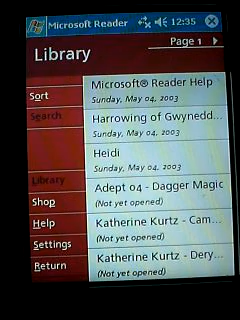 Microsoft Reader 12:35
Library
Page 1
Sort
Search
Library
Shop
Help
Settings
Return
Microsoft® Reader Help
Sunday, May 04, 2003
Harrowing of Gwynedd...
Sunday, May 04, 2003
Heidi
Sunday, May 04, 2003
Adept 04 - Dagger Magic
(Not yet opened)
Katherine Kurtz - Cam...
(Not yet opened)
Katherine Kurtz - Dery...
(Not yet opened)